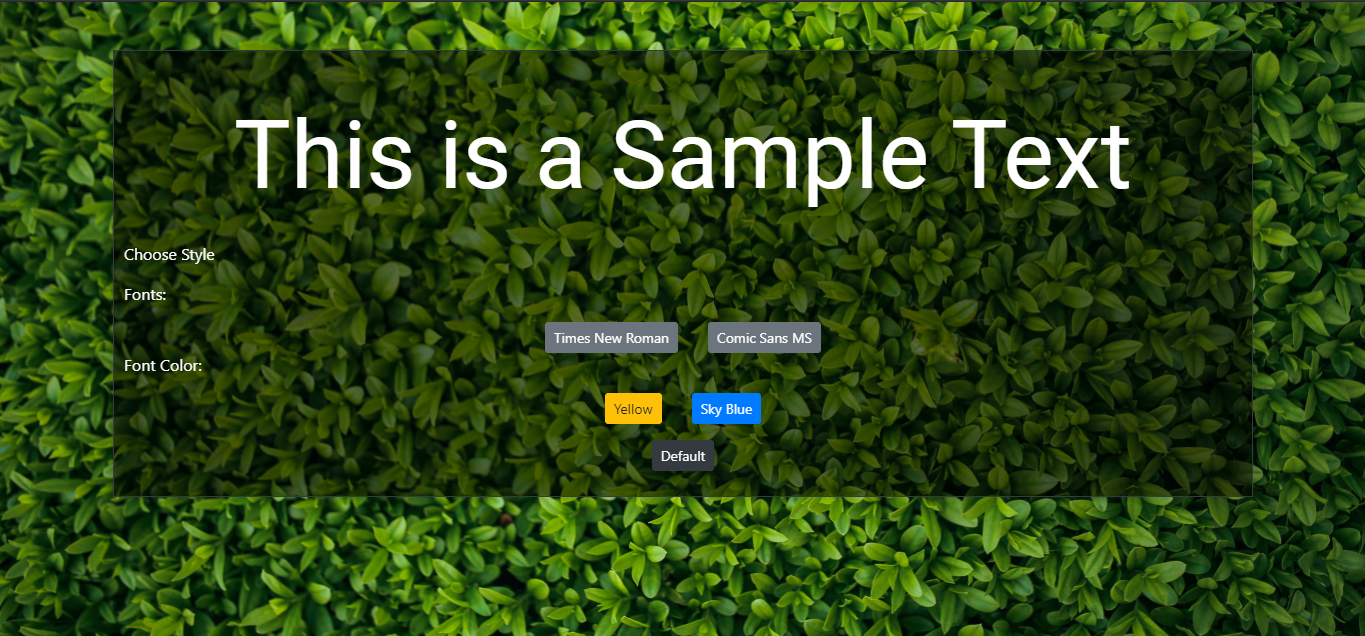 This is a Sample Text
Choose Style
Fonts:
Times New Roman Comic Sans MS
Font Color:
Yellow Sky Blue
Default